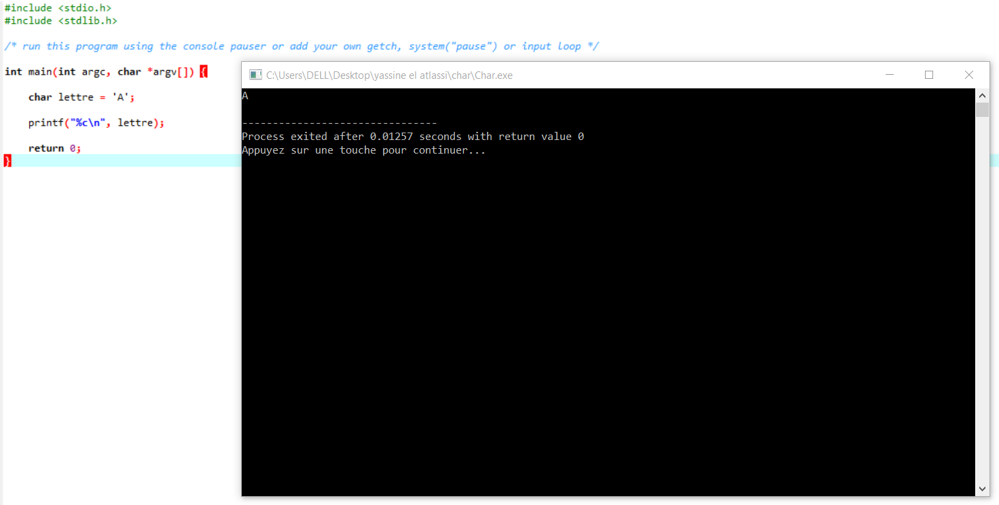 #include <stdio.h>
#include <stdlib.h>
/* run this program using the console pauser or add your own getch, system("pause") or input loop */
int main(int argc, char *argv[]) {
char lettre = 'A';
printf("%c\n", lettre);
return 0;
}
C:\Users\DELL\Desktop\yassine el atlassi\char\Char.exe
A
--------------------------------
Process exited after 0.01257 seconds with return value 0
Appuyez sur une touche pour continuer...